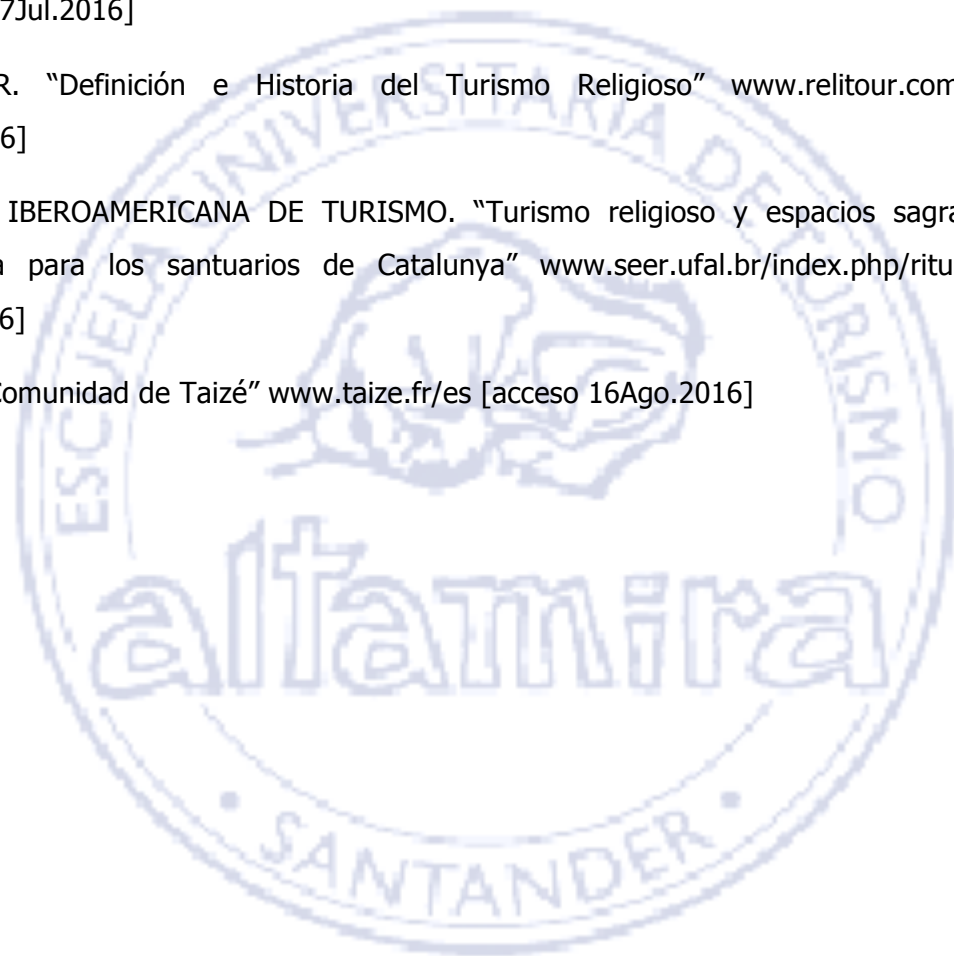 7Jul.2016]
R. “Definición e Historia del Turismo Religioso” www.relitour.com
6]
IBEROAMERICANA DE TURISMO. “Turismo religioso y espacios sagra
a para los santuarios de Catalunya” www.seer.ufal.br/index.php/ritu
6]
Comunidad de Taizé” www.taize.fr/es [acceso 16Ago.2016]
ESCUELA UNIVERSITARIA DE TURISMO
altamira
• SANTANDER •